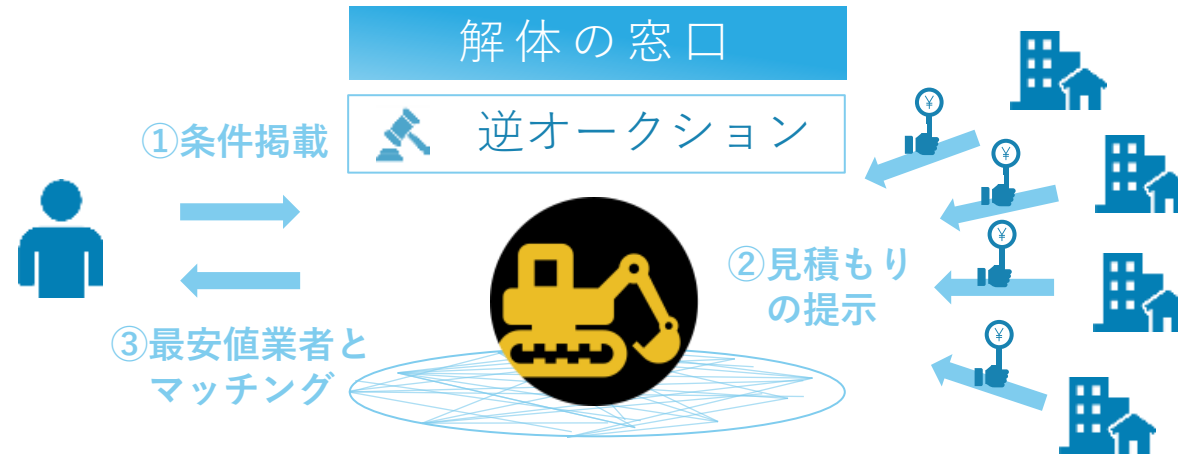 解体の窓口
逆オークション
①条件掲載
②見積もり
の提示
③最安値業者と
マッチング
¥
¥
¥
¥